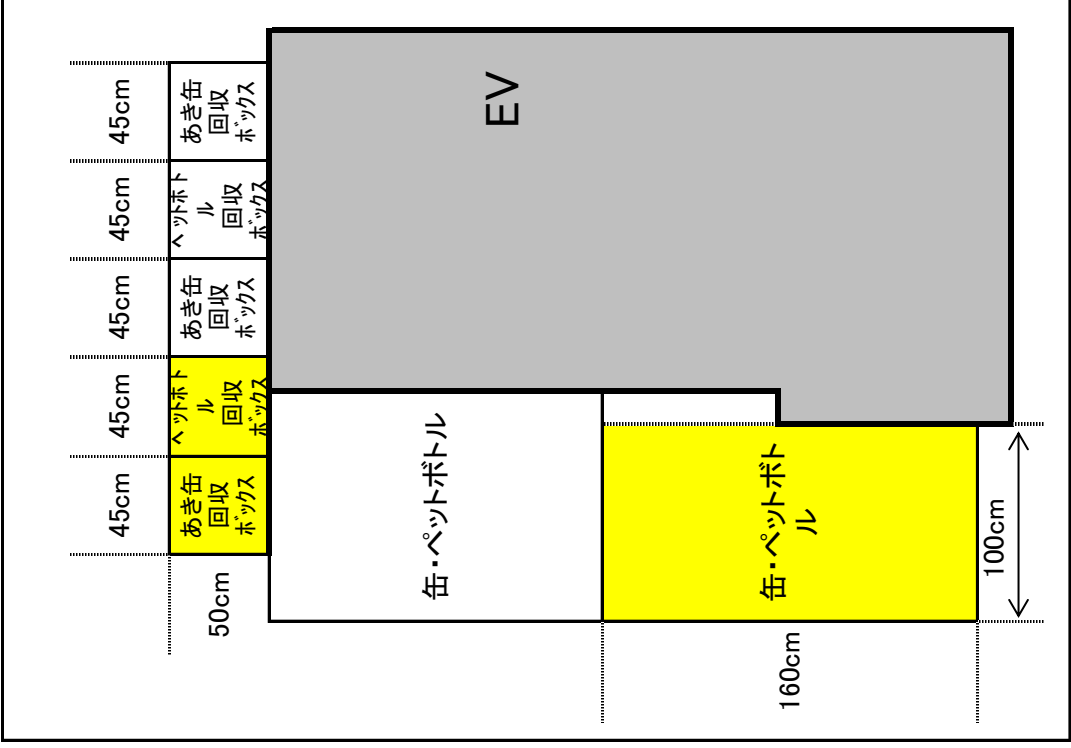 45cm
あき缶
回収
ボックス
45cm
ペットボト
ル
回収
ボックス
45cm
あき缶
回収
ボックス
45cm
ペットボト
ル
回収
ボックス
45cm
あき缶
回収
ボックス
50cm
EV
缶・ペットボトル
缶・ペットボト
ル
100cm
160cm